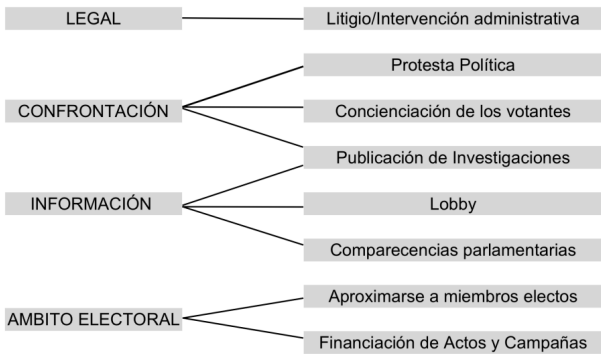 LEGAL
Litigio/Intervención administrativa
Protesta Política
CONFRONTACIÓN
Concienciación de los votantes
Publicación de Investigaciones
INFORMACIÓN
Lobby
Comparecencias parlamentarias
Aproximarse a miembros electos
AMBITO ELECTORAL
Financiación de Actos y Campañas